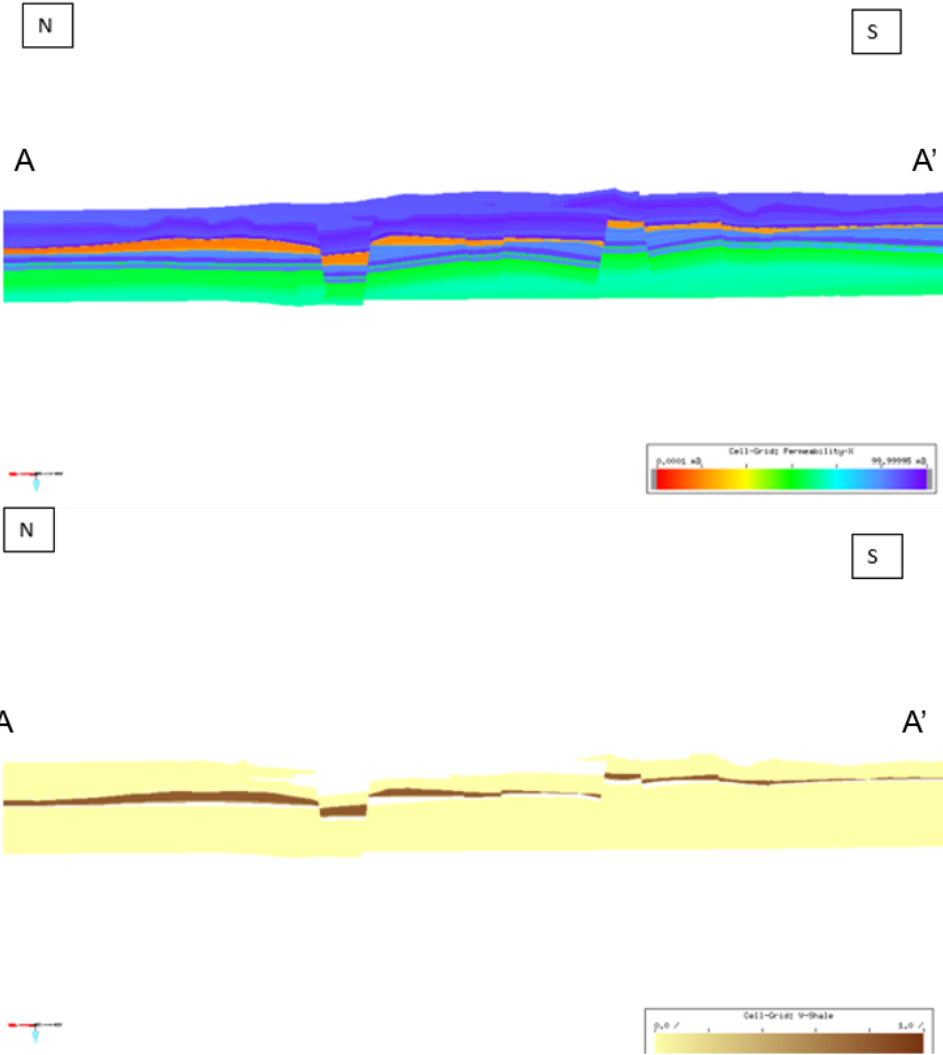 N
S
A
A’
Cell-Grid: Permeability-X
0.0001 mD 99.99995 mD
N
S
A
A’
Cell-Grid: V-Shale
0.0 / 1.0 /